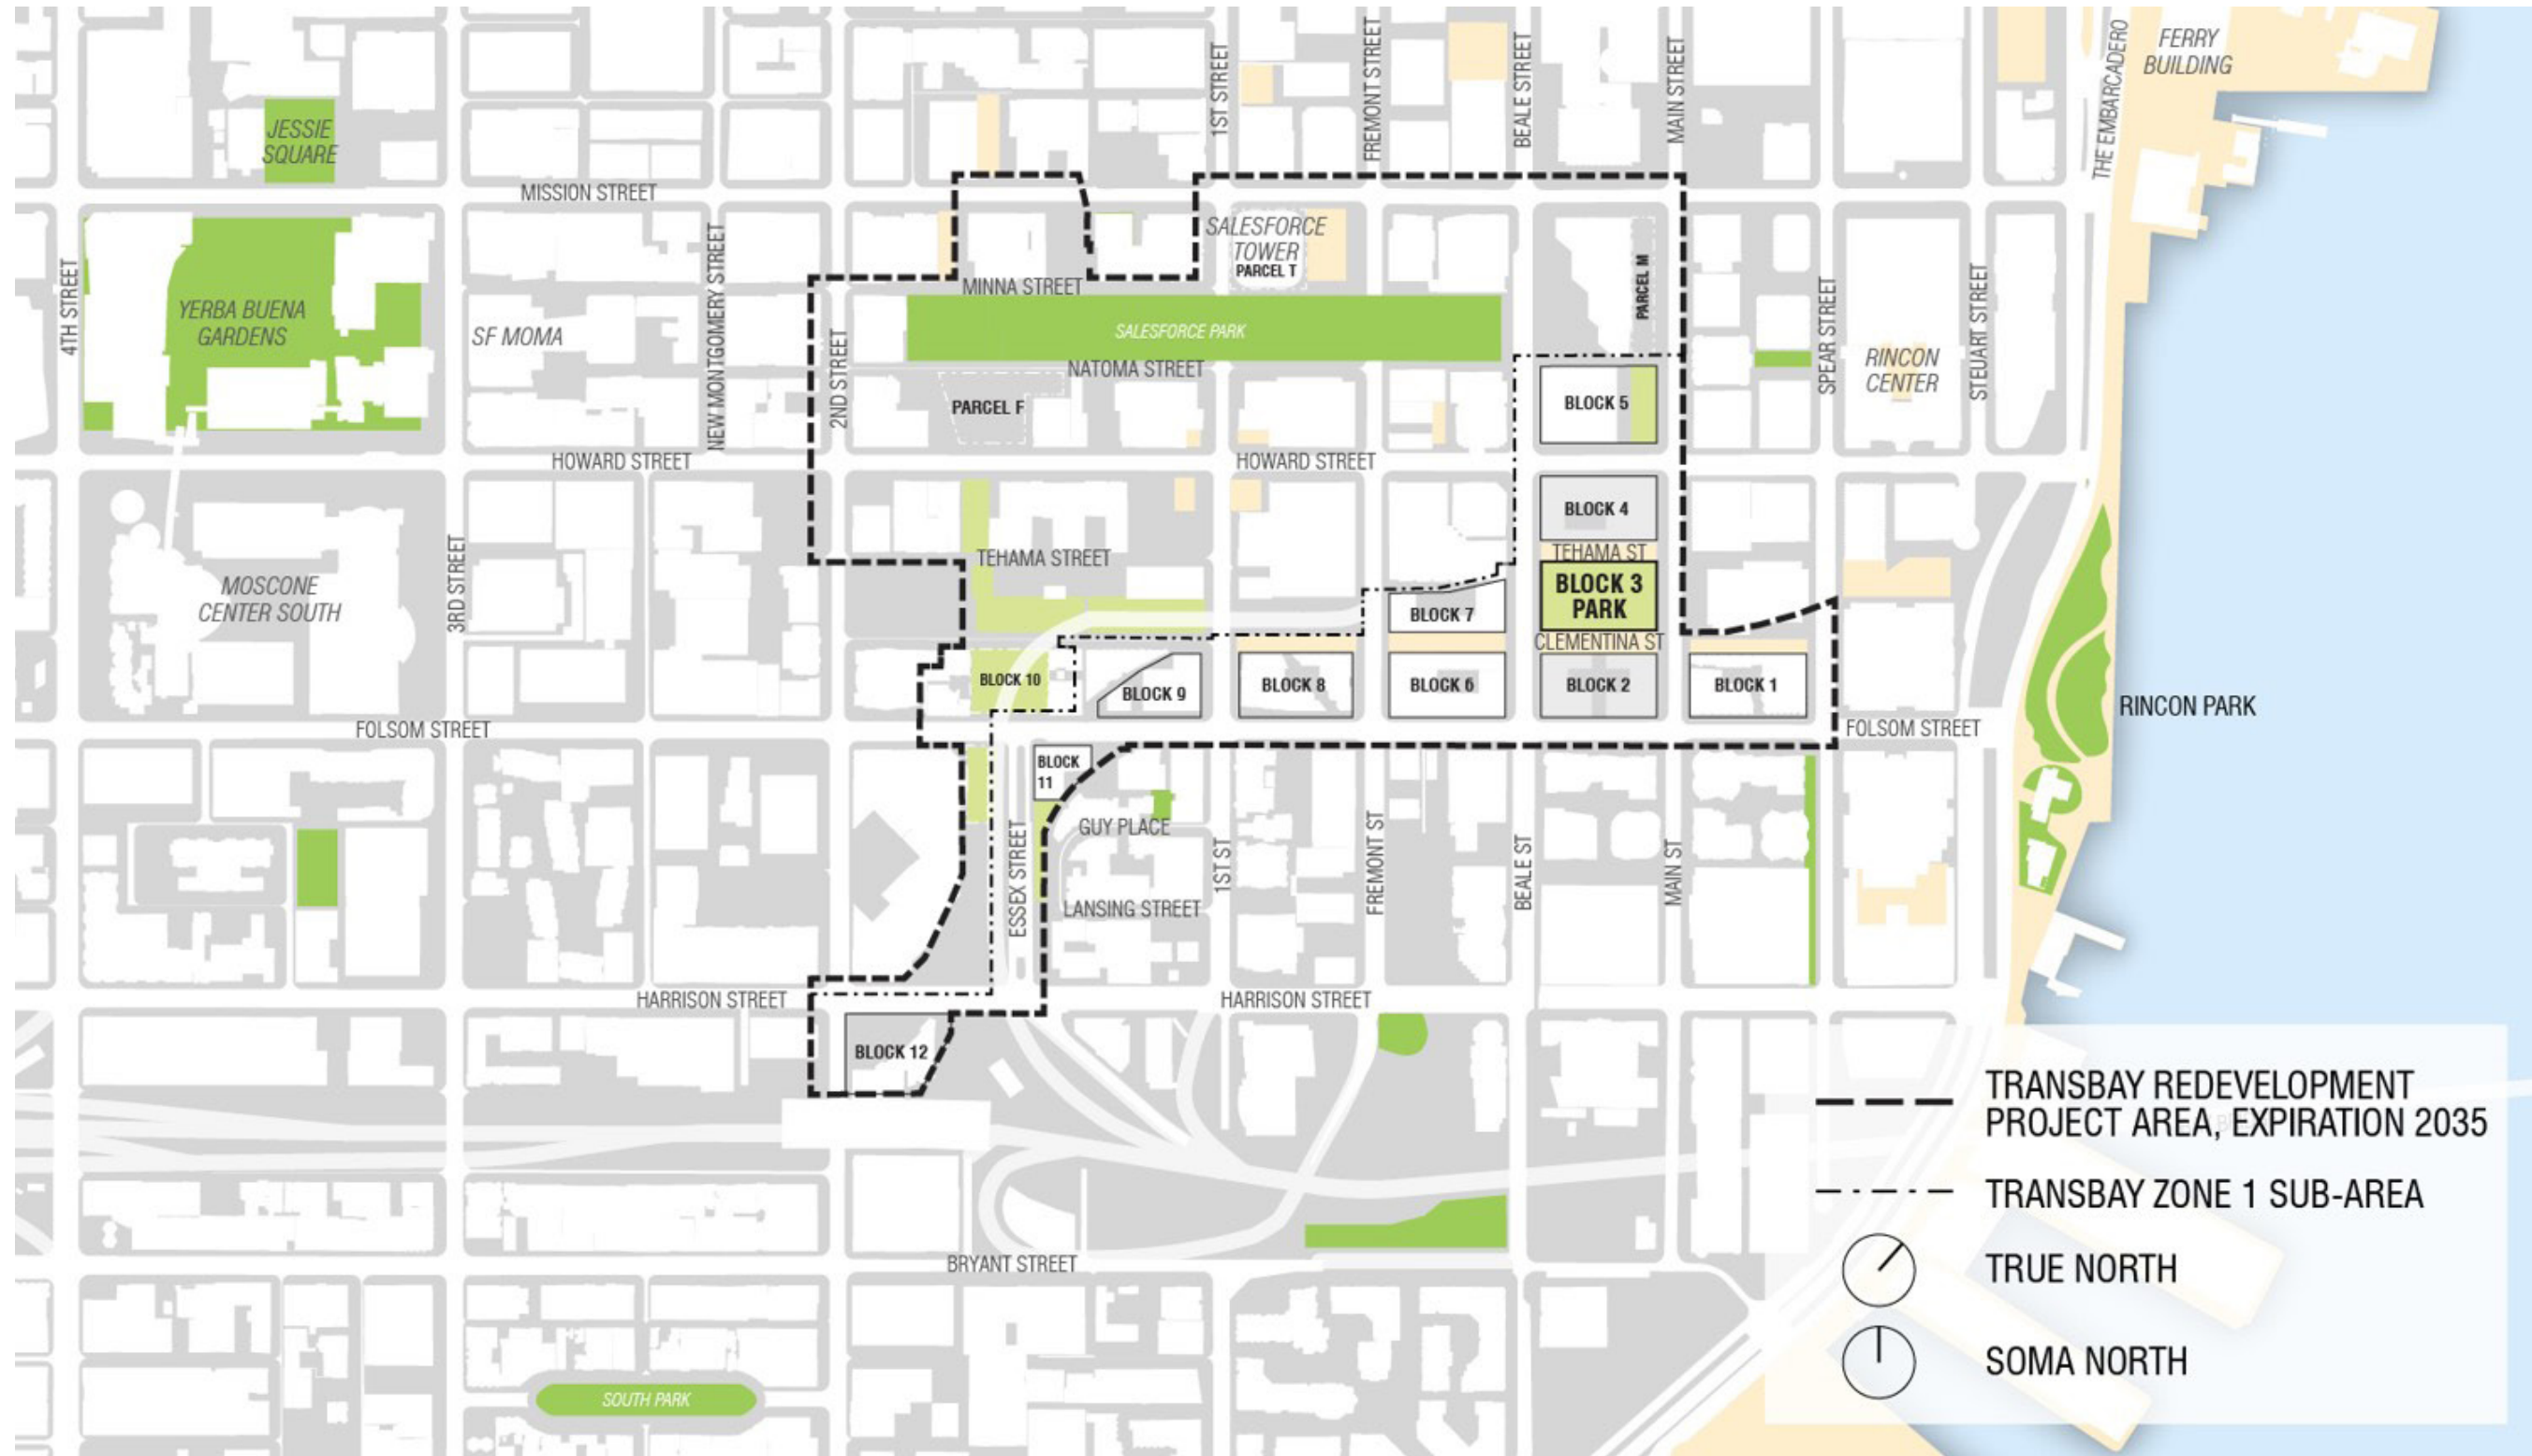 1ST STREET
FREMONT STREET
BEALE STREET
MAIN STREET
THE EMBARCADERO
FERRY
BUILDING
JESSIE
SQUARE
MISSION STREET
4TH STREET
YERBA BUENA
GARDENS
SF MOMA
NEW MONTGOMERY STREET
2ND STREET
MINNA STREET
SALESFORCE
TOWER
PARCEL T
PARCEL M
SALESFORCE PARK
NATOMA STREET
PARCEL F
BLOCK 5
SPEAR STREET
RINCON
CENTER
STEUART STREET
HOWARD STREET
HOWARD STREET
BLOCK 4
TEHAMA STREET
TEHAMA ST
BLOCK 3
PARK
CLEMENTINA ST
MOSCONE
CENTER SOUTH
3RD STREET
BLOCK 7
BLOCK 10
BLOCK 9
BLOCK 8
BLOCK 6
BLOCK 2
BLOCK 1
RINCON PARK
FOLSOM STREET
FOLSOM STREET
BLOCK
11
GUY PLACE
ESSEX STREET
LANSING STREET
1ST ST
FREMONT ST
BEALE ST
MAIN ST
HARRISON STREET
HARRISON STREET
BLOCK 12
BRYANT STREET
SOUTH PARK
TRANSBAY REDEVELOPMENT
PROJECT AREA, EXPIRATION 2035
TRANSBAY ZONE 1 SUB-AREA
TRUE NORTH
SOMA NORTH